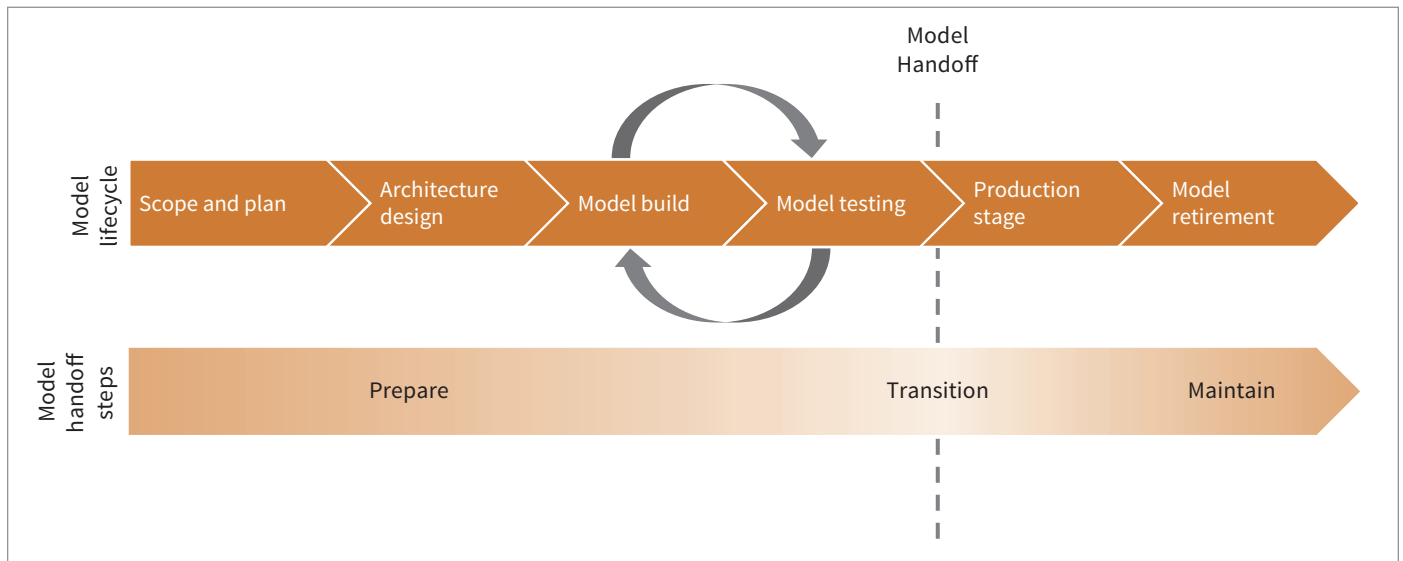 Model
Handoff
Model
lifecycle
Scope and plan
Architecture
design
Model build
Model testing
Production
stage
Model
retirement
Model
handoff
steps
Prepare
Transition
Maintain